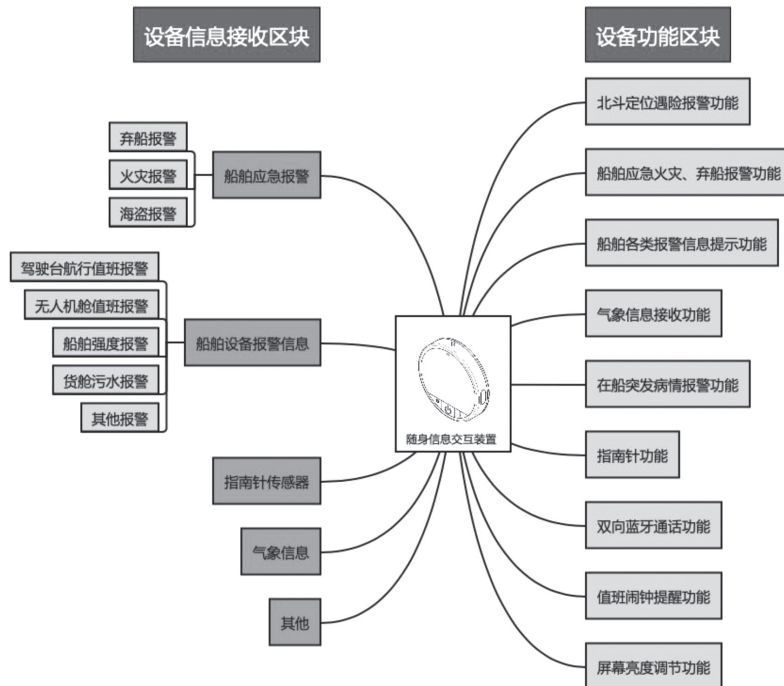 设备信息接收区块
弃船报警
火灾报警
海盗报警
船舶应急报警
驾驶台航行值班报警
无人机舱值班报警
船舶强度报警
货舱污水报警
其他报警
船舶设备报警信息
指南针传感器
气象信息
其他
随身信息交互装置
设备功能区块
北斗定位遇险报警功能
船舶应急火灾、弃船报警功能
船舶各类报警信息提示功能
气象信息接收功能
在船突发病情报警功能
指南针功能
双向蓝牙通话功能
值班闹钟提醒功能
屏幕亮度调节功能